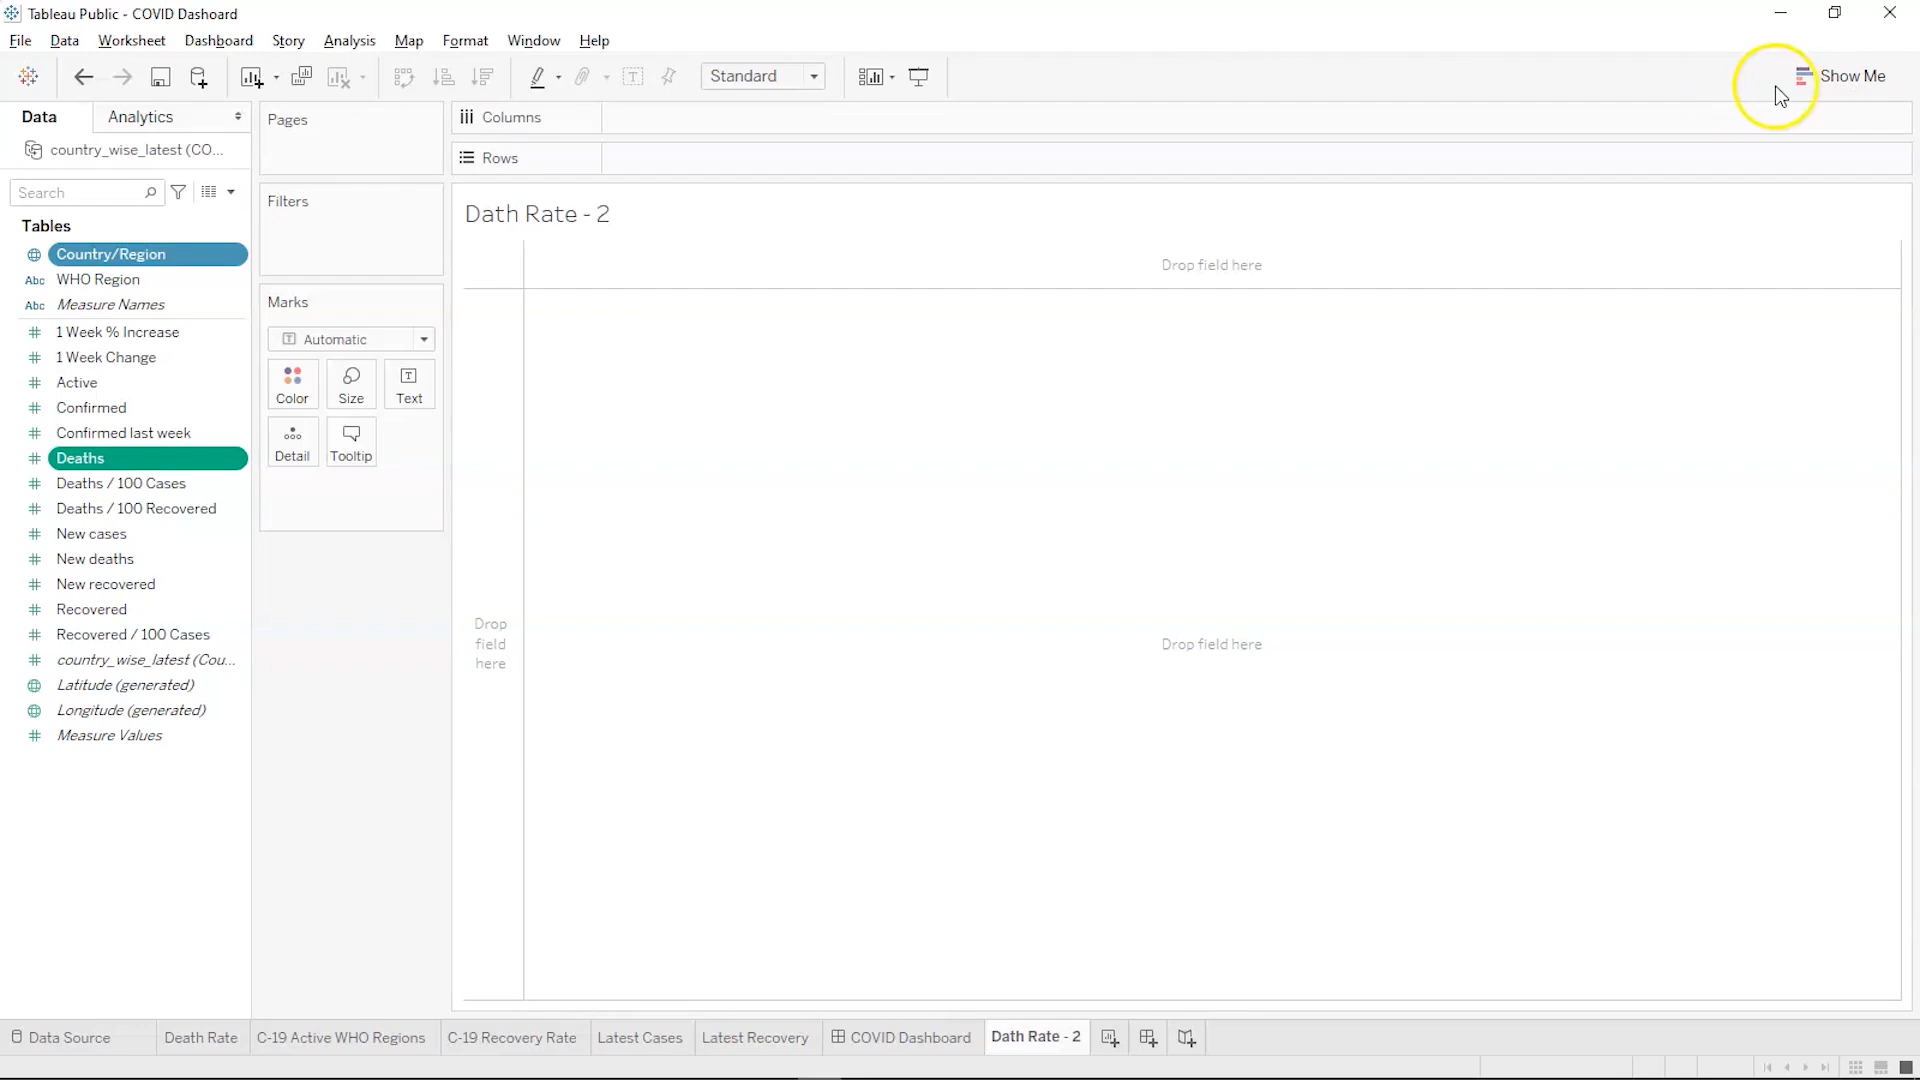 Tableau Public - COVID Dashoard
File Data Worksheet Dashboard Story Analysis Map Format Window Help
Standard
Show Me
Data
Analytics
country_wise_latest (CO...
Search
Tables
Country/Region
Abc WHO Region
Abc Measure Names
1 Week % Increase
1 Week Change
Active
Confirmed
Confirmed last week
Deaths
Deaths / 100 Cases
Deaths / 100 Recovered
New cases
New deaths
New recovered
Recovered
Recovered / 100 Cases
country_wise_latest (Cou...
Latitude (generated)
Longitude (generated)
Measure Values
Pages
Filters
Marks
T Automatic
Color
Size
T
Text
Detail
Tooltip
Columns
Rows
Dath Rate - 2
Drop field here
Drop
field
here
Drop field here
Data Source
Death Rate
C-19 Active WHO Regions
C-19 Recovery Rate
Latest Cases
Latest Recovery
COVID Dashboard
Dath Rate - 2